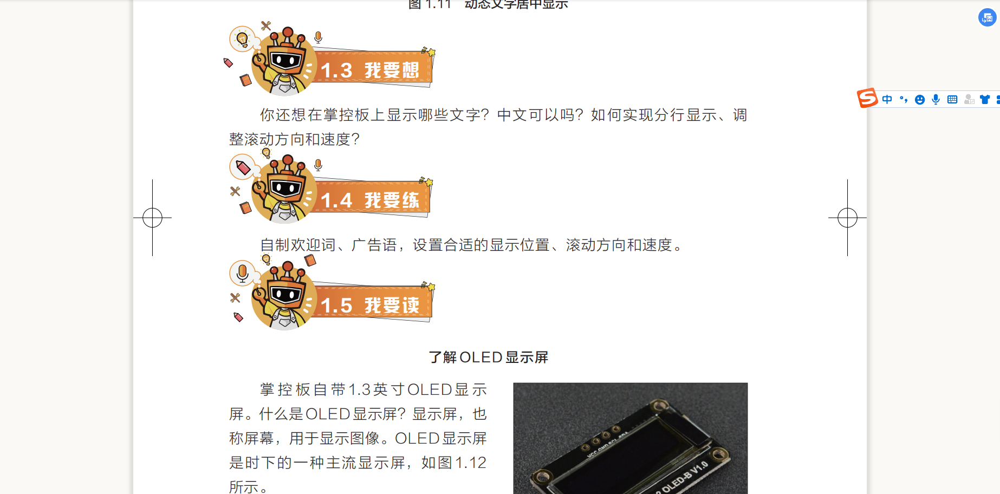 图 1.11 动态文字居中显示
1.3 我要想
你还想在掌控板上显示哪些文字？中文可以吗？如何实现分行显示、调
整滚动方向和速度？
1.4 我要练
自制欢迎词、广告语，设置合适的显示位置、滚动方向和速度。
1.5 我要读
了解OLED显示屏
掌控板自带1.3英寸OLED显示
屏。什么是OLED显示屏？显示屏，也
称屏幕，用于显示图像。OLED显示屏
是时下的一种主流显示屏，如图1.12
所示。
VCC GND SCL SDA
OLED-B V1.0
中